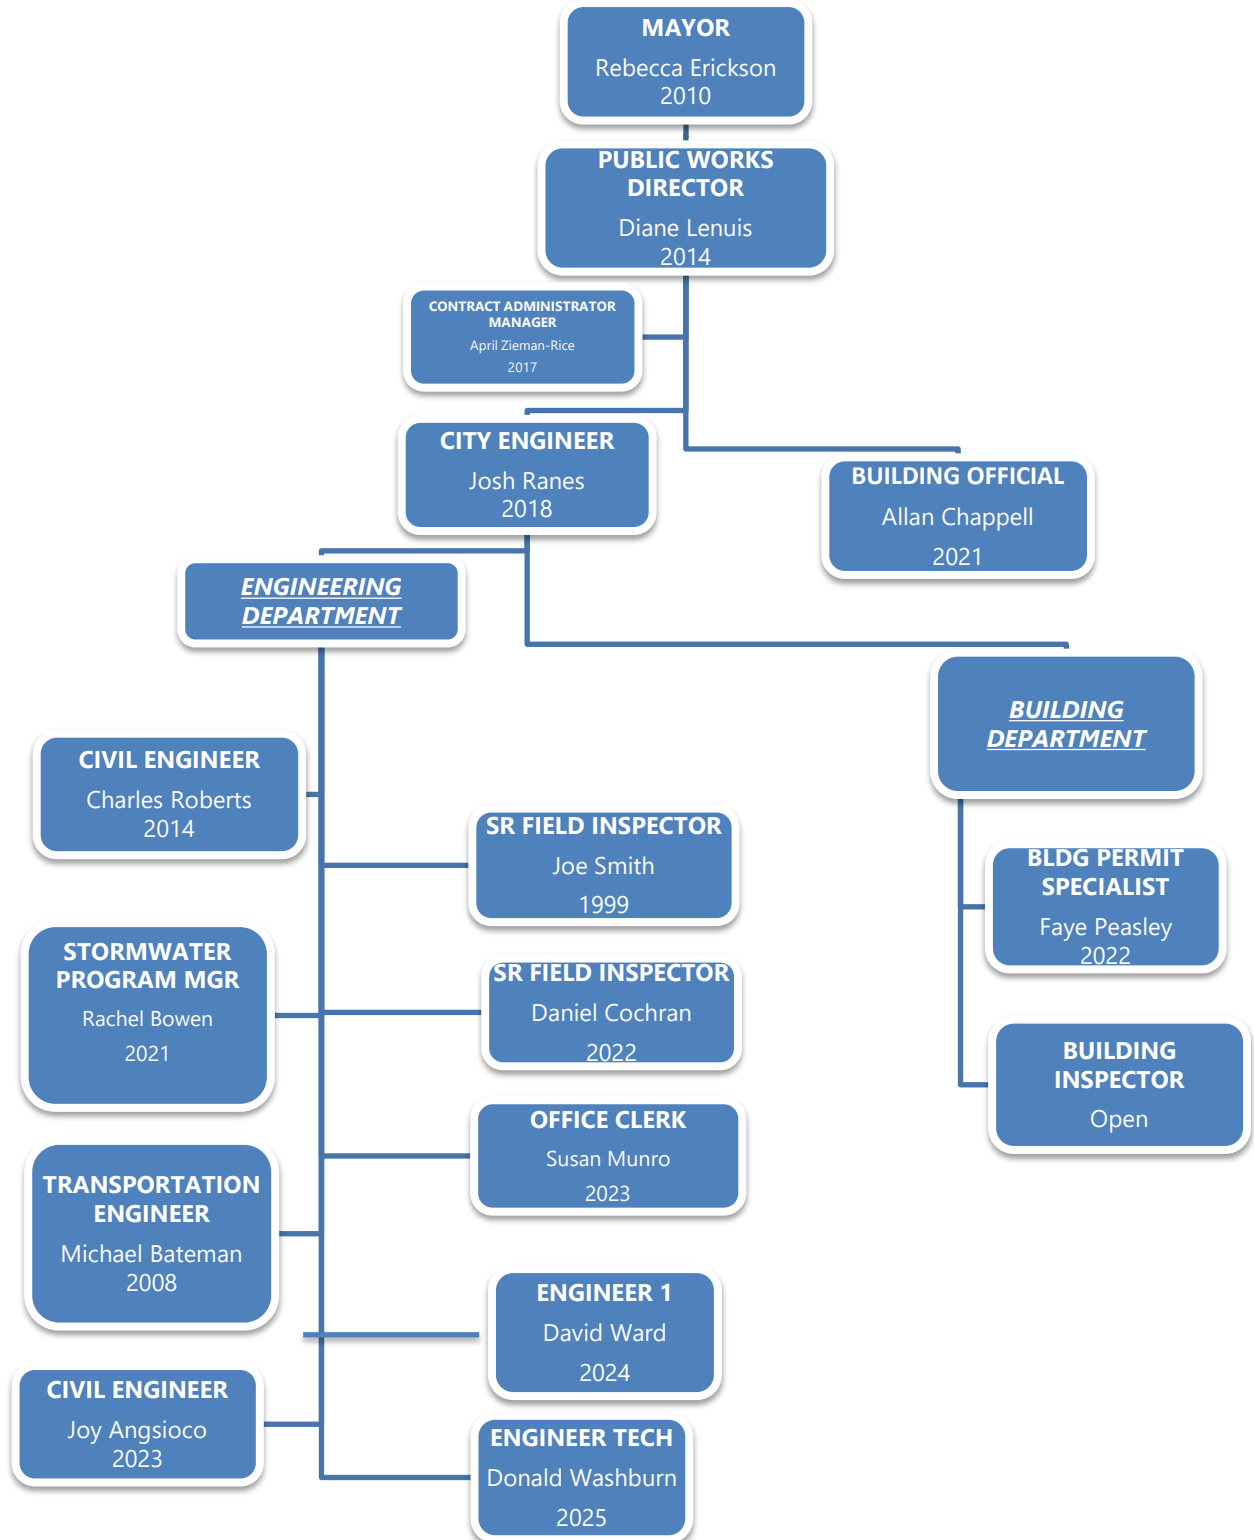 MAYOR
Rebecca Erickson
2010
PUBLIC WORKS
DIRECTOR
Diane Lenuis
2014
CONTRACT ADMINISTRATOR
MANAGER
April Zieman-Rice
2017
CITY ENGINEER
Josh Ranes
2018
BUILDING OFFICIAL
Allan Chappell
2021
ENGINEERING
DEPARTMENT
BUILDING
DEPARTMENT
CIVIL ENGINEER
Charles Roberts
2014
SR FIELD INSPECTOR
Joe Smith
1999
BLDG PERMIT
SPECIALIST
Faye Peasley
2022
STORMWATER
PROGRAM MGR
Rachel Bowen
2021
SR FIELD INSPECTOR
Daniel Cochran
2022
BUILDING
INSPECTOR
Open
OFFICE CLERK
Susan Munro
2023
TRANSPORTATION
ENGINEER
Michael Bateman
2008
ENGINEER 1
David Ward
2024
CIVIL ENGINEER
Joy Angsioco
2023
ENGINEER TECH
Donald Washburn
2025